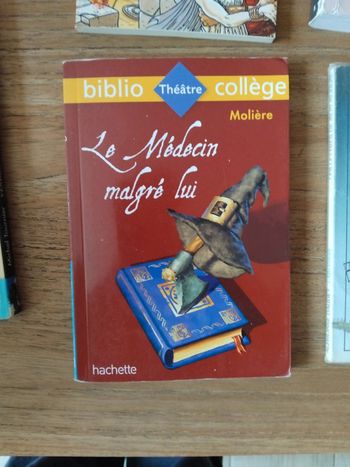 biblio Théâtre collège
Molière
Le Médecin
malgré lui
hachette